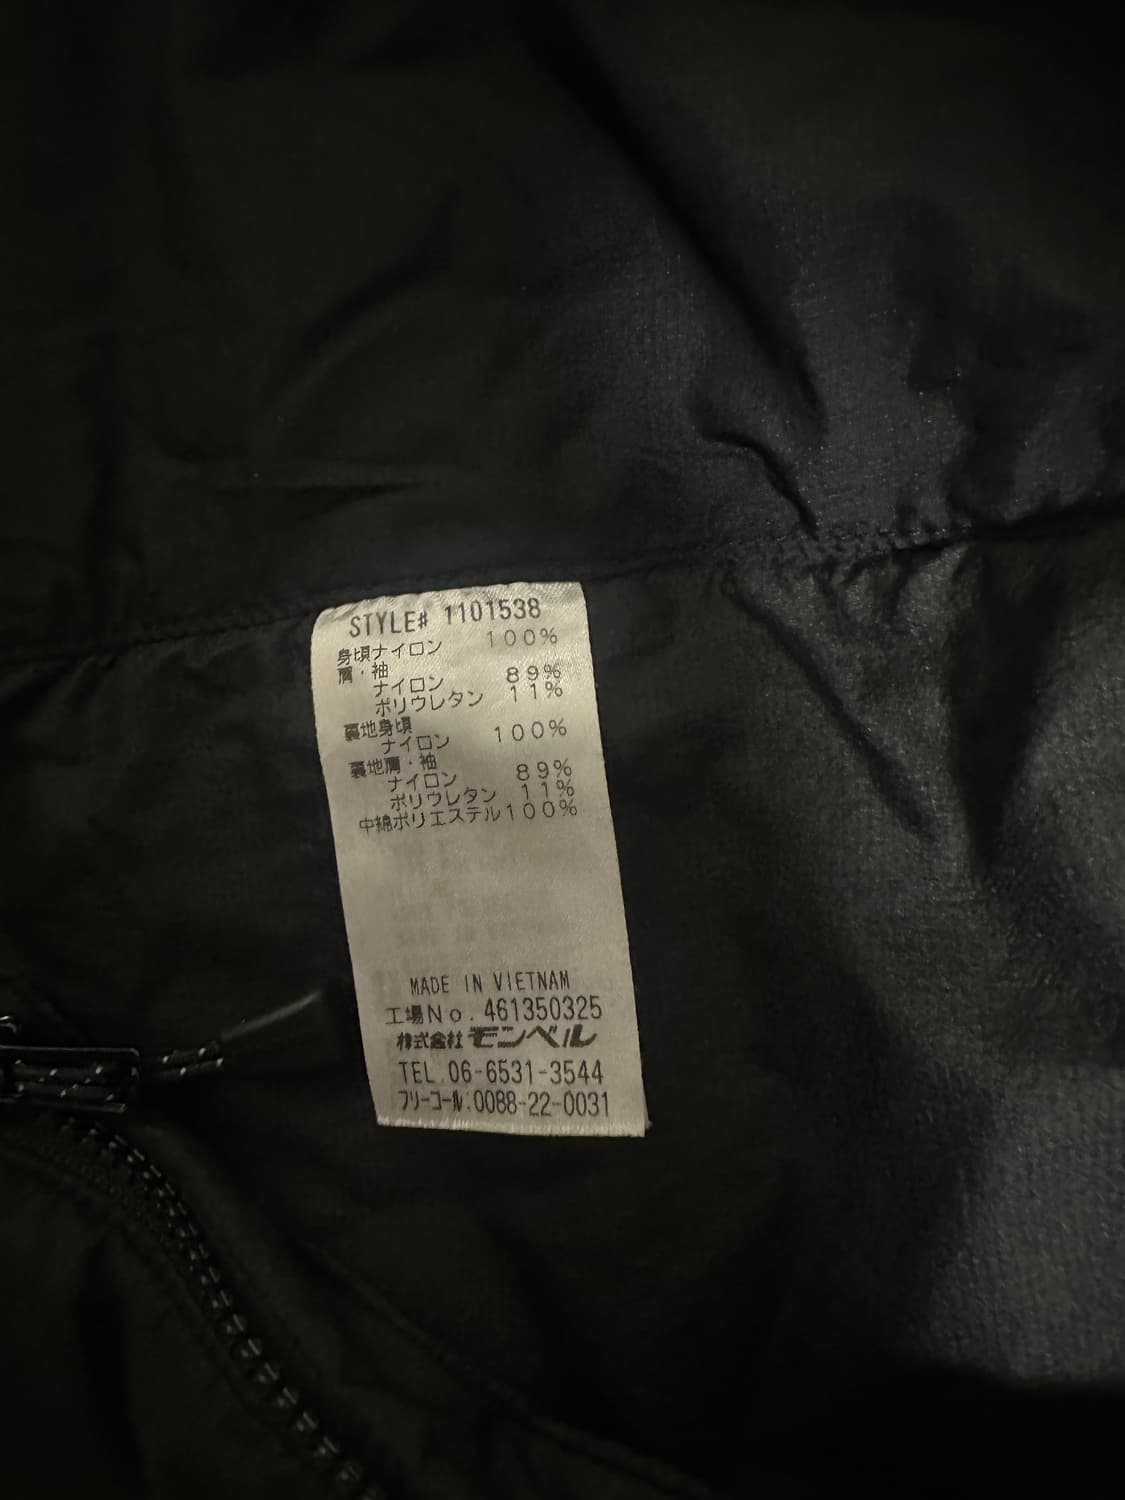 STYLE# 1101538
身頃ナイロン 100%
肩・袖
ナイロン 89%
ポリウレタン 11%
裏地身頃
ナイロン 100%
裏地肩・袖
ナイロン 89%
ポリウレタン 11%
中綿ポリエステル100%
MADE IN VIETNAM
工場No.461350325
株式会社モンベル
TEL.06-6531-3544
フリーコール:0088-22-0031